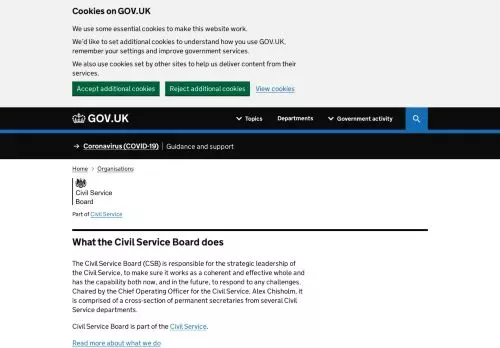 Cookies on GOV.UK
We use some essential cookies to make this website work.
We'd like to set additional cookies to understand how you use GOV.UK,
remember your settings and improve government services.
We also use cookies set by other sites to help us deliver content from their
services.
Accept additional cookies Reject additional cookies View cookies
GOV.UK Topics Departments Government activity
Coronavirus (COVID-19) Guidance and support
Home Organisations
Civil Service
Board
Part of Civil Service
What the Civil Service Board does
The Civil Service Board (CSB) is responsible for the strategic leadership of
the Civil Service, to make sure it works as a coherent and effective whole and
has the capability both now, and in the future, to respond to any challenges.
Chaired by the Chief Operating Officer for the Civil Service, Alex Chisholm, it
is comprised of a cross-section of permanent secretaries from several Civil
Service departments.
Civil Service Board is part of the Civil Service.
Read more about what we do